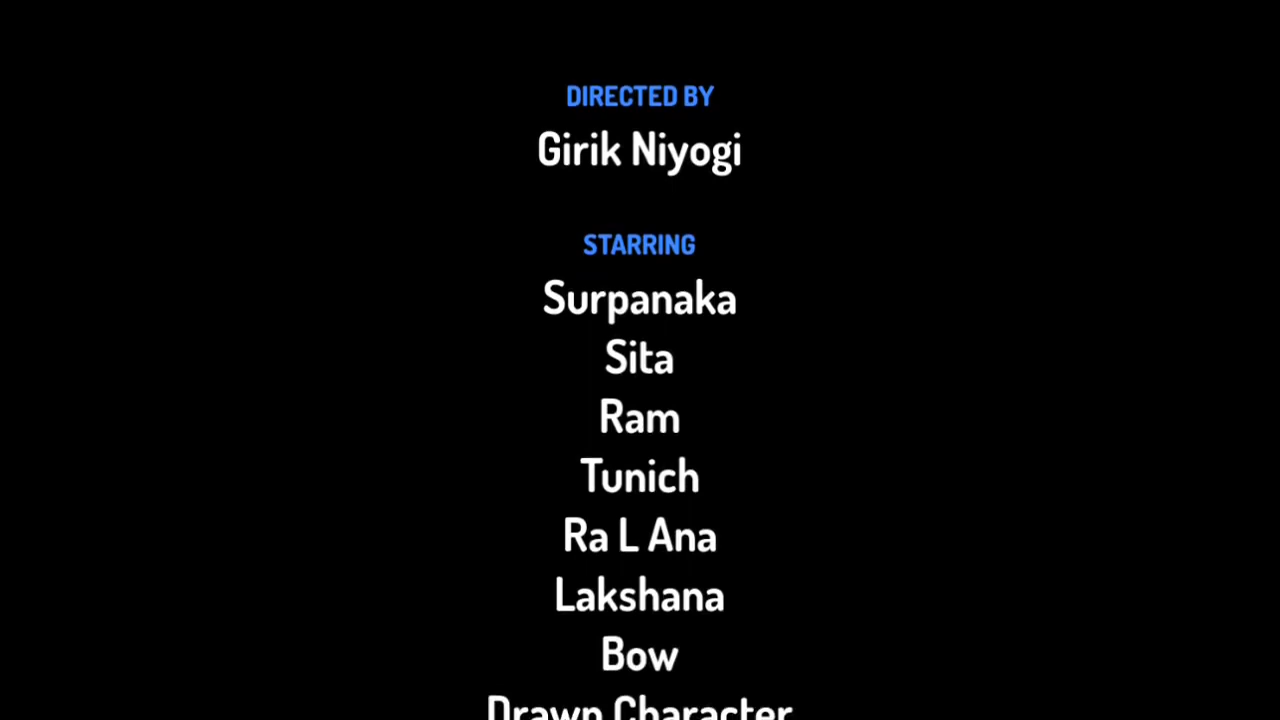 DIRECTED BY
Girik Niyogi
STARRING
Surpanaka
Sita
Ram
Tunich
Ra L Ana
Lakshana
Bow
Drawn Character